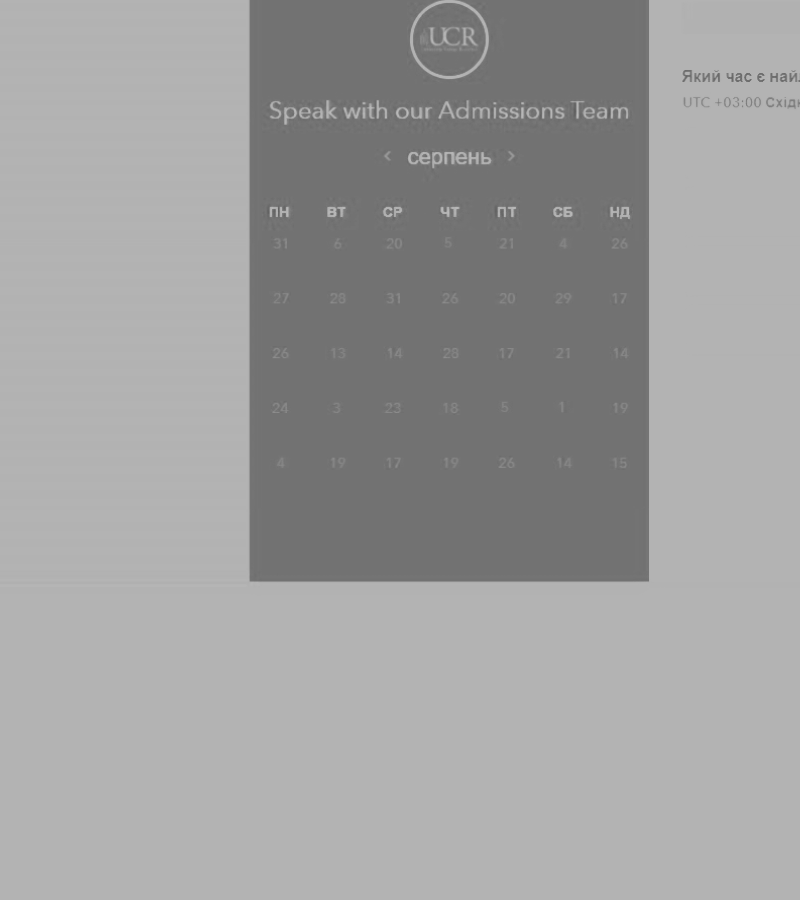 UCR
Speak with our Admissions Team
‹ серпень ›
ПН ВТ СР ЧТ ПТ СБ НД
31 6 20 5 21 4 26
27 28 31 26 20 29 17
26 13 14 28 17 21 14
24 3 23 18 5 1 19
4 19 17 19 26 14 15
Який час є най
UTC +03:00 Схід